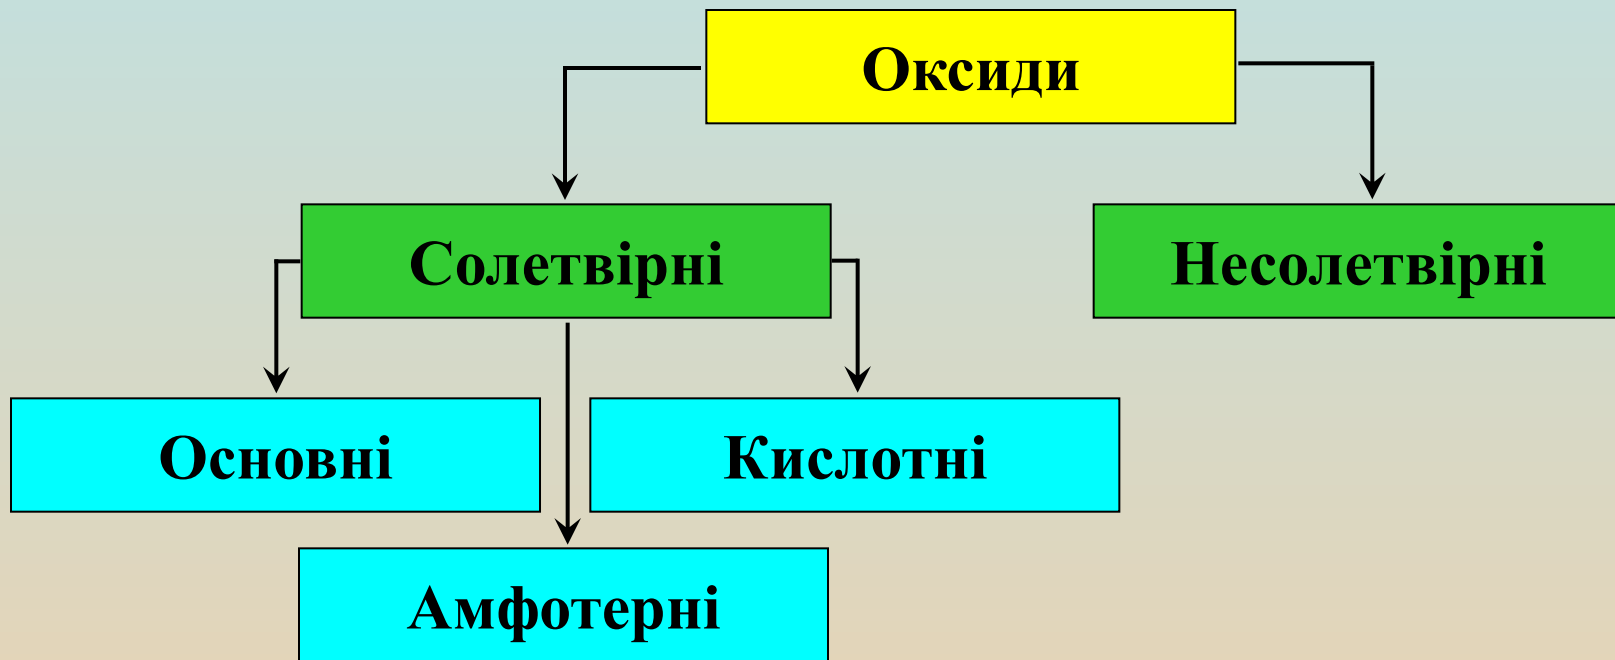 Оксиди
Солетвірні
Несолетвірні
Основні
Кислотні
Амфотерні